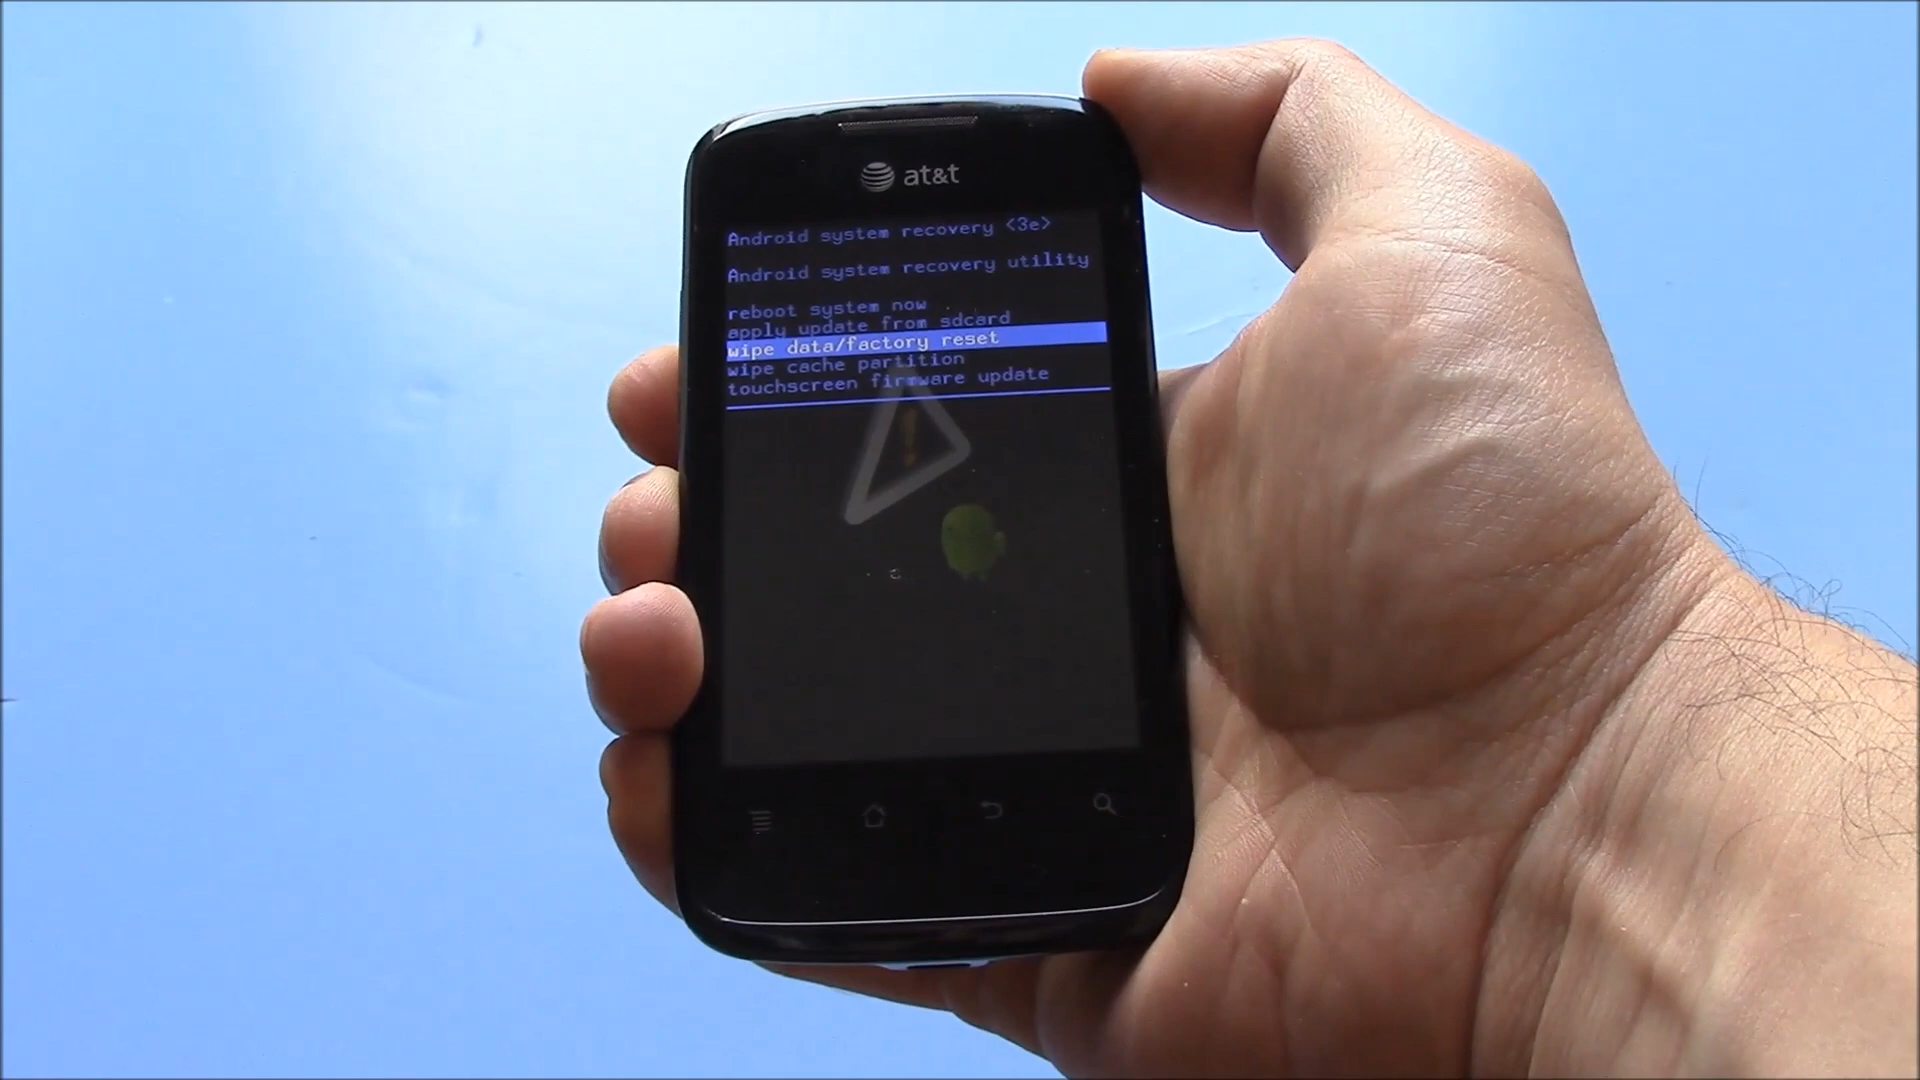 at&t
Android system recovery <3e>
Android system recovery utility
reboot system now
apply update from sdcard
wipe data/factory reset
wipe cache partition
touchscreen firmware update